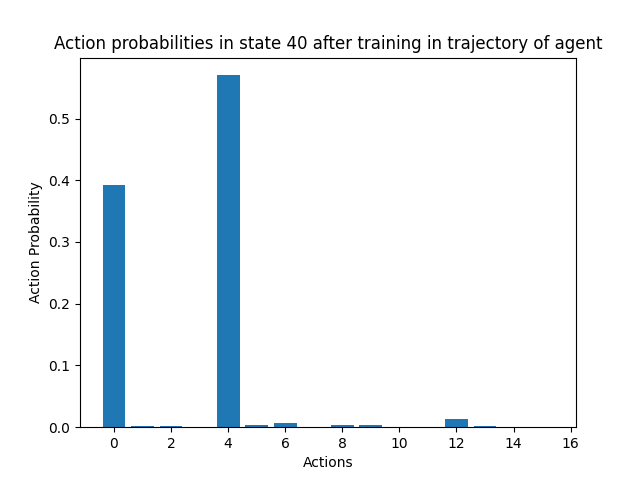 Action probabilities in state 40 after training in trajectory of agent
Action Probability
0.5
0.4
0.3
0.2
0.1
0.0
0 2 4 6 8 10 12 14 16
Actions